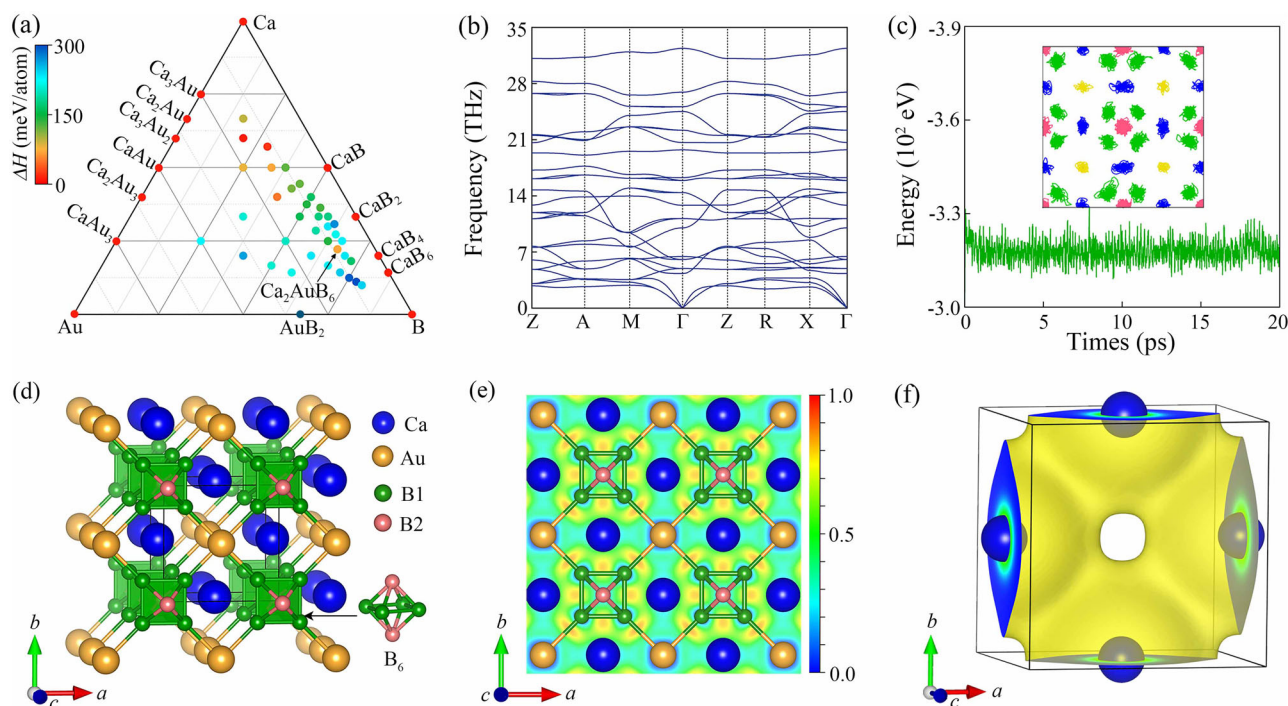 (a)
Ca
300
150
0
ΔH (meV/atom)
Ca₃Au
Ca₂Au
Ca₃Au₂
CaAu
Ca₂Au₃
CaAu₃
CaB
CaB₂
CaB₄
CaB₆
Ca₂AuB₆
Au
AuB₂
B
(b)
Frequency (THz)
35
28
21
14
7
0
Z A M Γ Z R X Γ
(c)
Energy (10² eV)
-3.9
-3.6
-3.3
-3.0
0 5 10 15 20
Times (ps)
(d)
Ca
Au
B1
B2
B₆
b
c
a
(e)
1.0
0.5
0.0
b
c
a
(f)
b
c
a